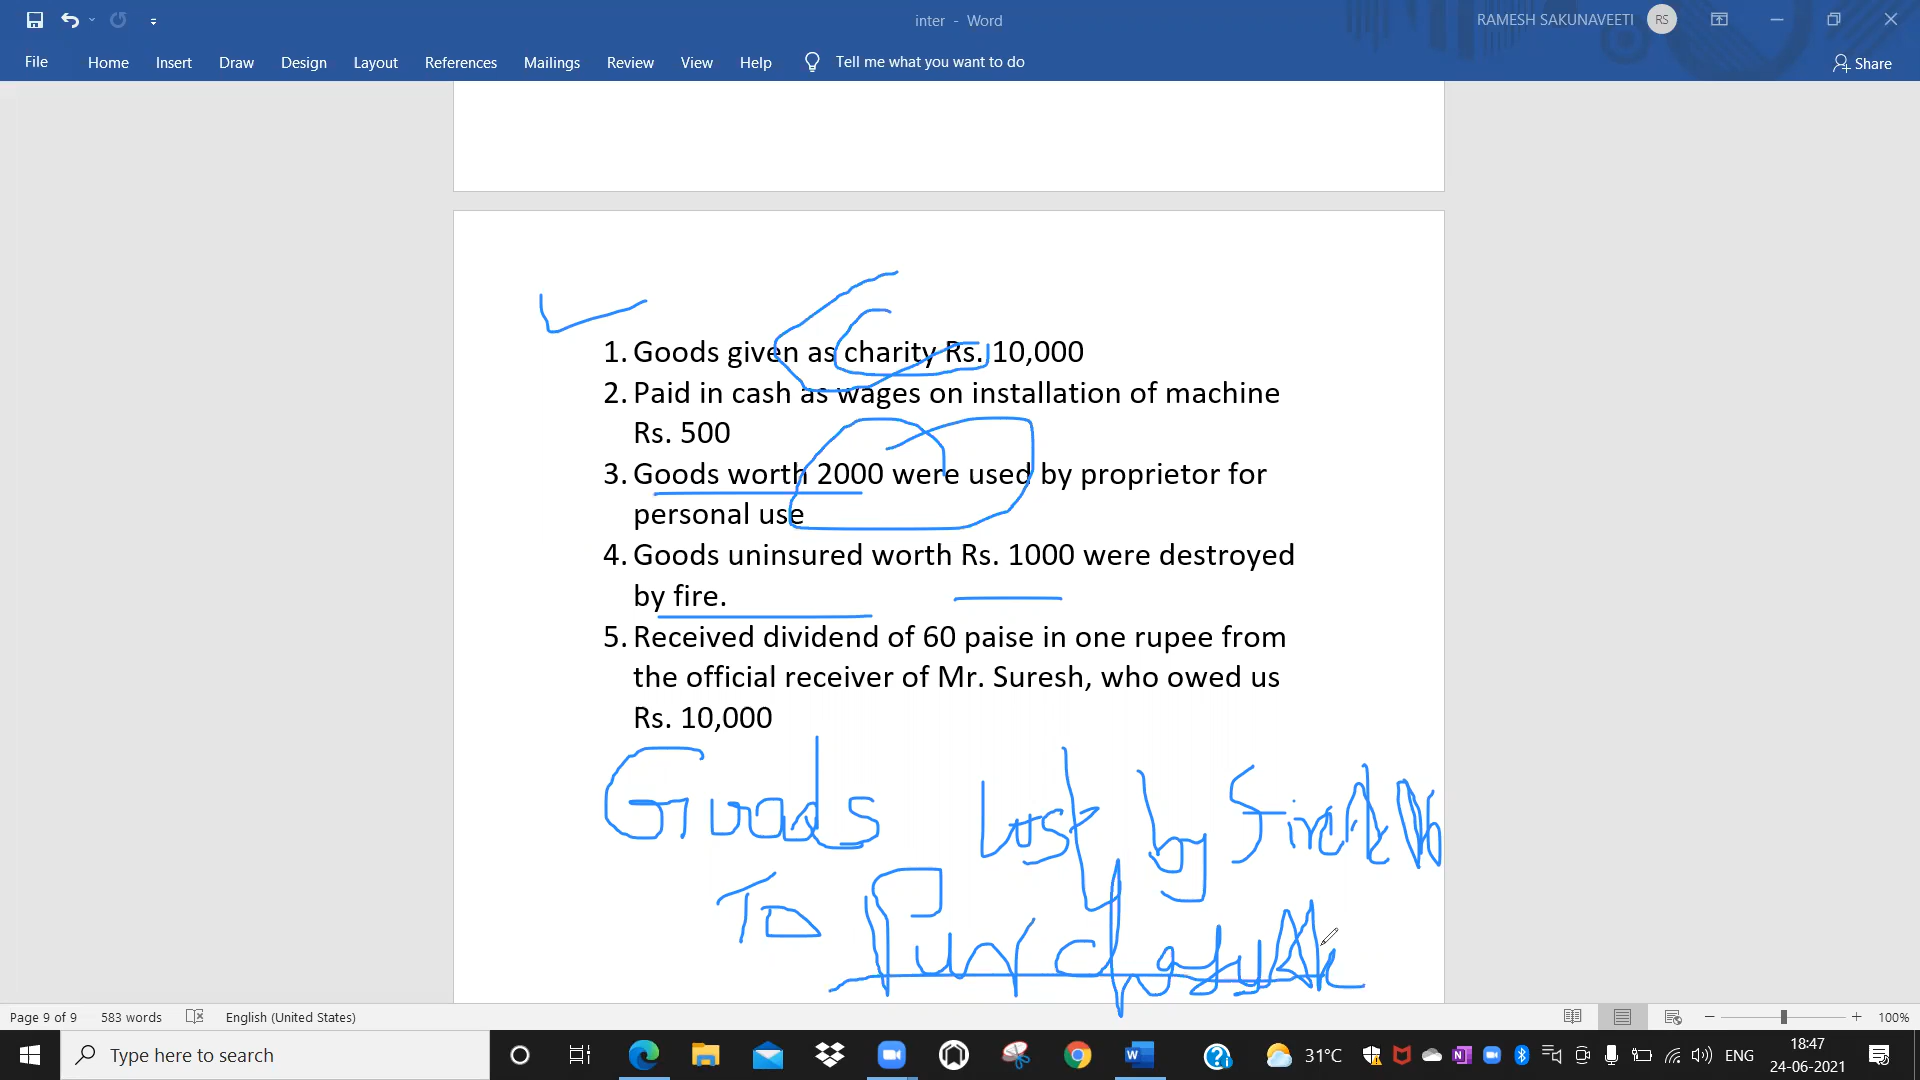 inter - Word
RAMESH SAKUNAVEETI RS
File Home Insert Draw Design Layout References Mailings Review View Help Tell me what you want to do Share
1. Goods given as charity Rs. 10,000
2. Paid in cash as wages on installation of machine
Rs. 500
3. Goods worth 2000 were used by proprietor for
personal use
4. Goods uninsured worth Rs. 1000 were destroyed
by fire.
5. Received dividend of 60 paise in one rupee from
the official receiver of Mr. Suresh, who owed us
Rs. 10,000
Goods Lost by fire A/c
To Purchases A/c
Page 9 of 9 583 words English (United States) 100%
Type here to search 31°C ENG 18:47
24-06-2021